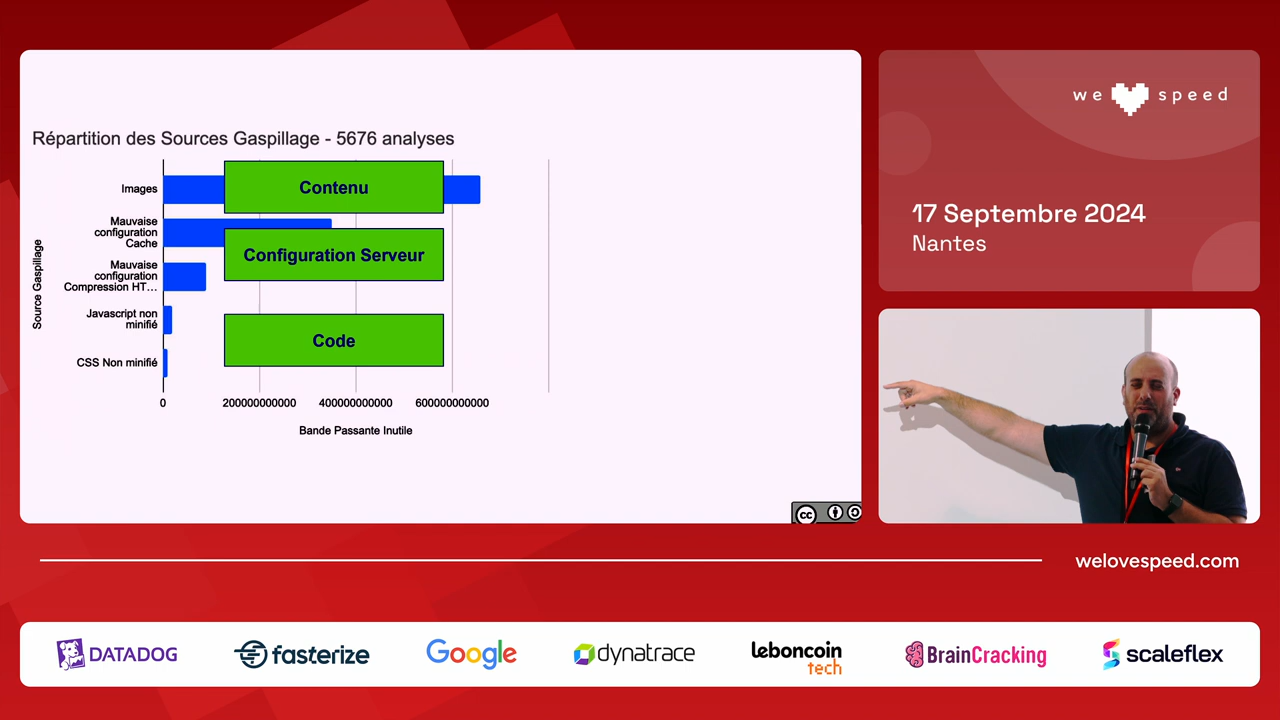 we speed
17 Septembre 2024
Nantes
Répartition des Sources Gaspillage - 5676 analyses
Source Gaspillage
Images
Mauvaise
configuration
Cache
Mauvaise
configuration
Compression HT…
Javascript non
minifié
CSS Non minifié
Contenu
Configuration Serveur
Code
0
200000000000
400000000000
600000000000
Bande Passante Inutile
cc
welovespeed.com
DATADOG
fasterize
Google
dynatrace
leboncoin
tech
BrainCracking
scaleflex